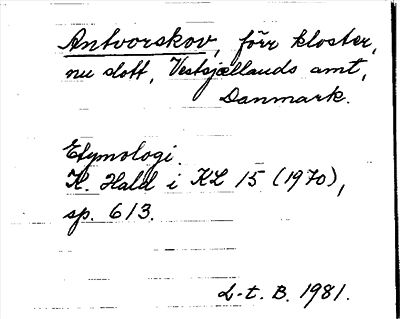 Antvorskov, förr kloster,
nu slott, Vestsjællands amt,
Danmark.
Etymologi.
K. Hald i KL 15 (1970),
sp. 613.
L-t. B. 1981.